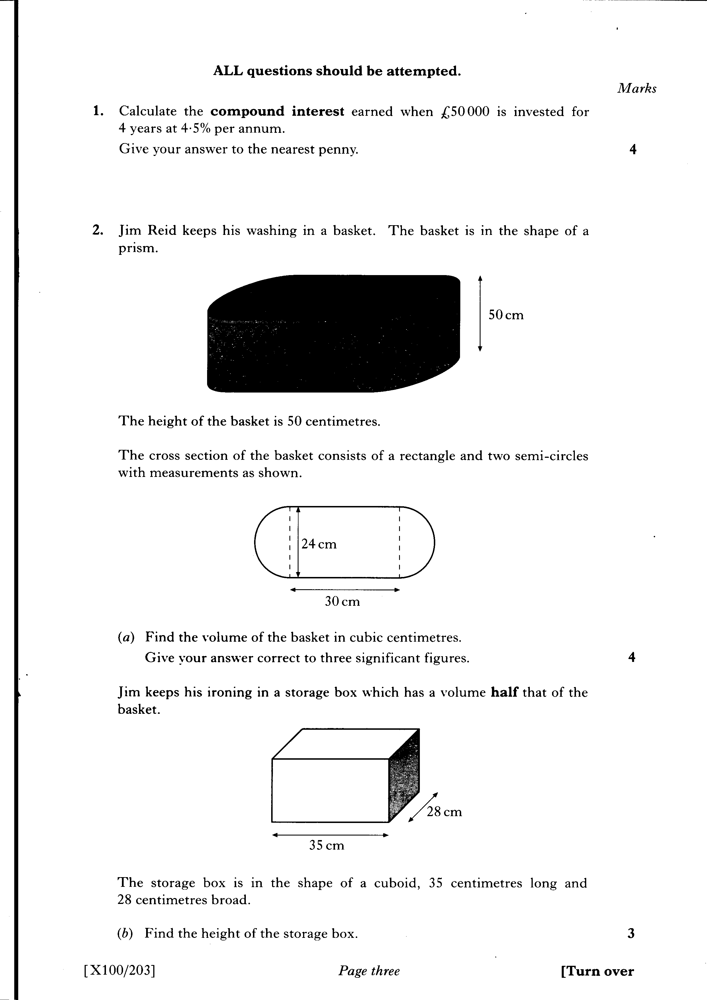 ALL questions should be attempted.
Marks
1. Calculate the compound interest earned when £50 000 is invested for
4 years at 4·5% per annum.
Give your answer to the nearest penny. 4
2. Jim Reid keeps his washing in a basket. The basket is in the shape of a
prism.
50 cm
The height of the basket is 50 centimetres.
The cross section of the basket consists of a rectangle and two semi-circles
with measurements as shown.
24 cm
30 cm
(a) Find the volume of the basket in cubic centimetres.
Give your answer correct to three significant figures. 4
Jim keeps his ironing in a storage box which has a volume half that of the
basket.
28 cm
35 cm
The storage box is in the shape of a cuboid, 35 centimetres long and
28 centimetres broad.
(b) Find the height of the storage box. 3
[X100/203] Page three [Turn over